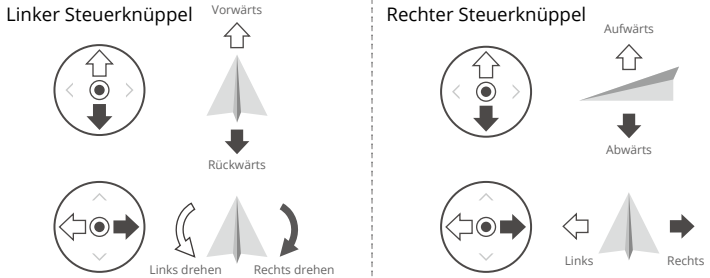 Linker Steuerknüppel
Vorwärts
Rückwärts
Links drehen
Rechts drehen
Rechter Steuerknüppel
Aufwärts
Abwärts
Links
Rechts